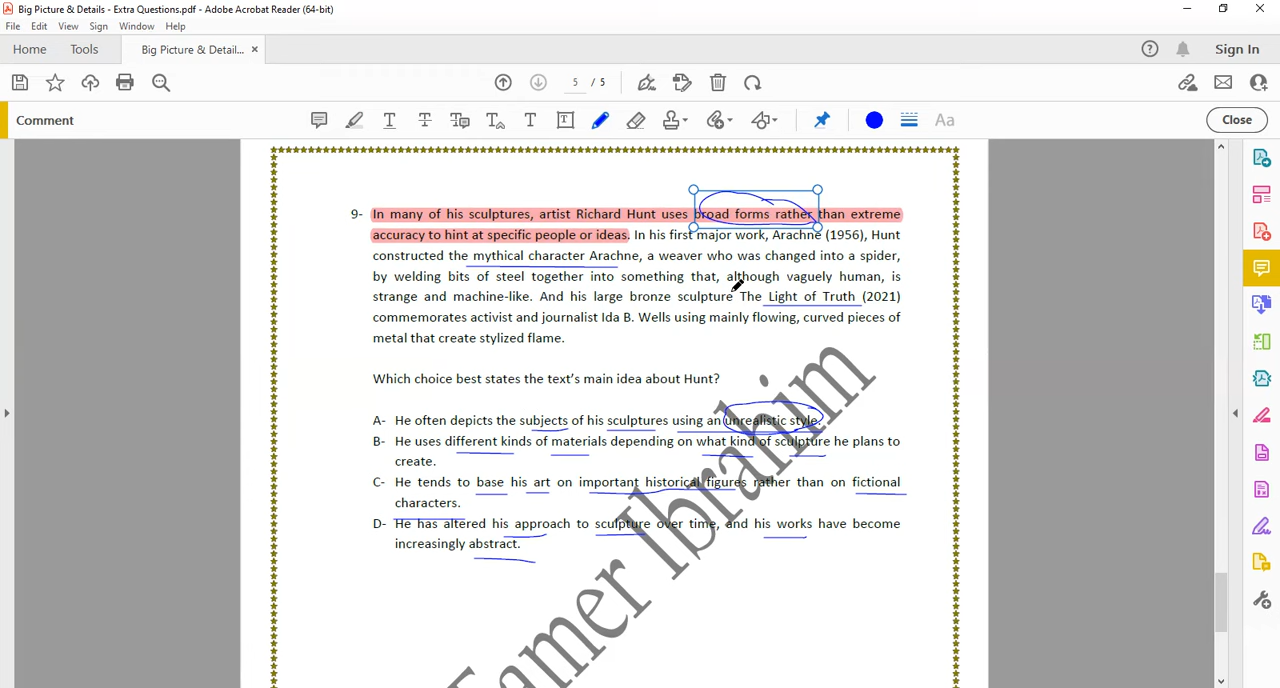 Big Picture & Details - Extra Questions.pdf - Adobe Acrobat Reader (64-bit)
File Edit View Sign Window Help
Home Tools Big Picture & Detail... × Sign In
5 / 5
Comment Aa Close
9- In many of his sculptures, artist Richard Hunt uses broad forms rather than extreme
accuracy to hint at specific people or ideas. In his first major work, Arachne (1956), Hunt
constructed the mythical character Arachne, a weaver who was changed into a spider,
by welding bits of steel together into something that, although vaguely human, is
strange and machine-like. And his large bronze sculpture The Light of Truth (2021)
commemorates activist and journalist Ida B. Wells using mainly flowing, curved pieces of
metal that create stylized flame.
Which choice best states the text's main idea about Hunt?
A- He often depicts the subjects of his sculptures using an unrealistic style.
B- He uses different kinds of materials depending on what kind of sculpture he plans to
create.
C- He tends to base his art on important historical figures rather than on fictional
characters.
D- He has altered his approach to sculpture over time, and his works have become
increasingly abstract.
Tamer Ibrahim